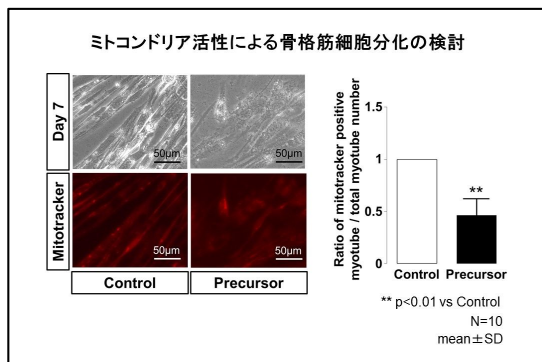 ミトコンドリア活性による骨格筋細胞分化の検討
Day 7
50μm
50μm
Mitotracker
50μm
50μm
Control
Precursor
Ratio of mitotracker positive
myotube / total myotube number
1.5
1
0.5
0
**
Control
Precursor
** p<0.01 vs Control
N=10
mean±SD